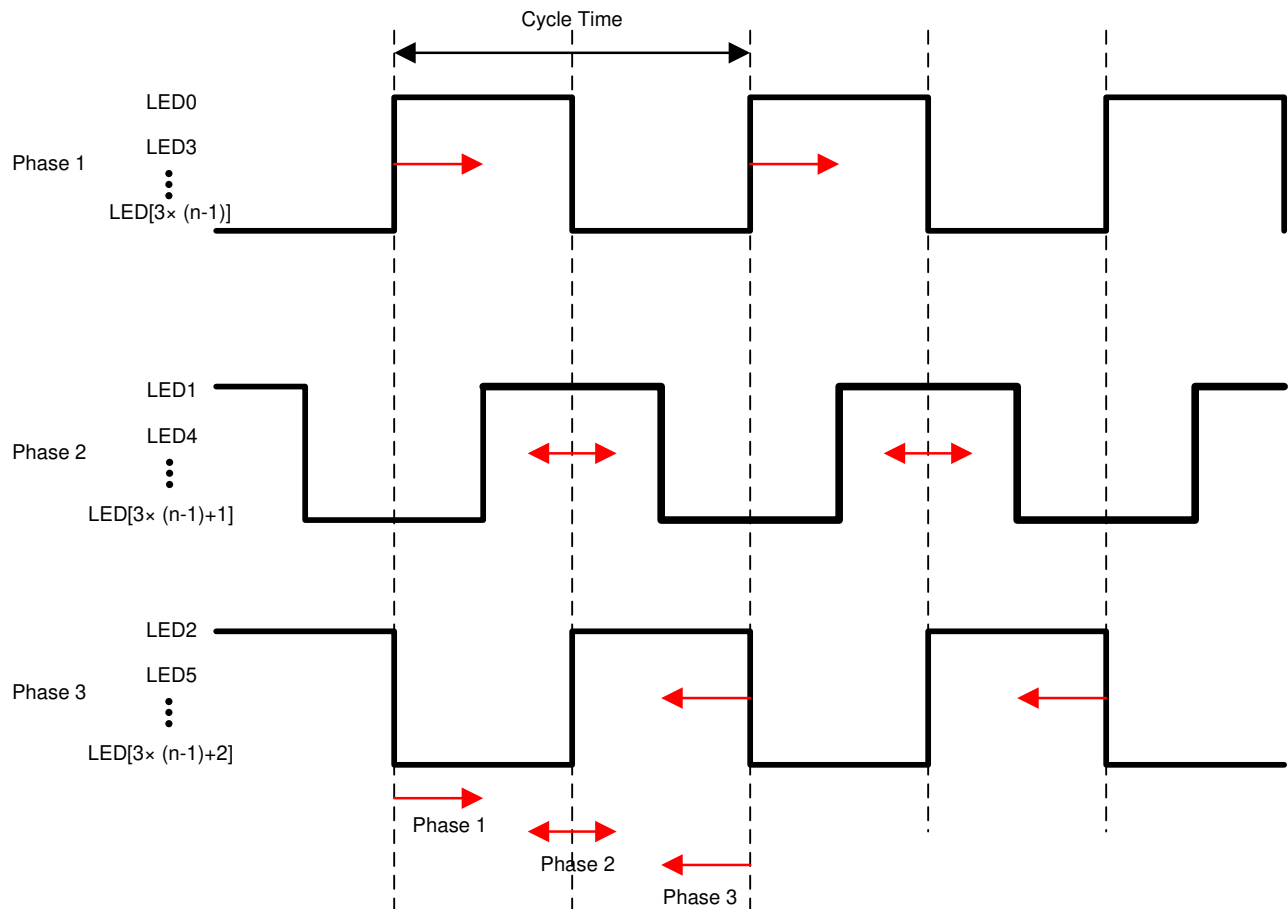 Cycle Time
LED0
LED3
Phase 1
LED[3× (n-1)]
LED1
LED4
Phase 2
LED[3× (n-1)+1]
LED2
LED5
Phase 3
LED[3× (n-1)+2]
Phase 1
Phase 2
Phase 3